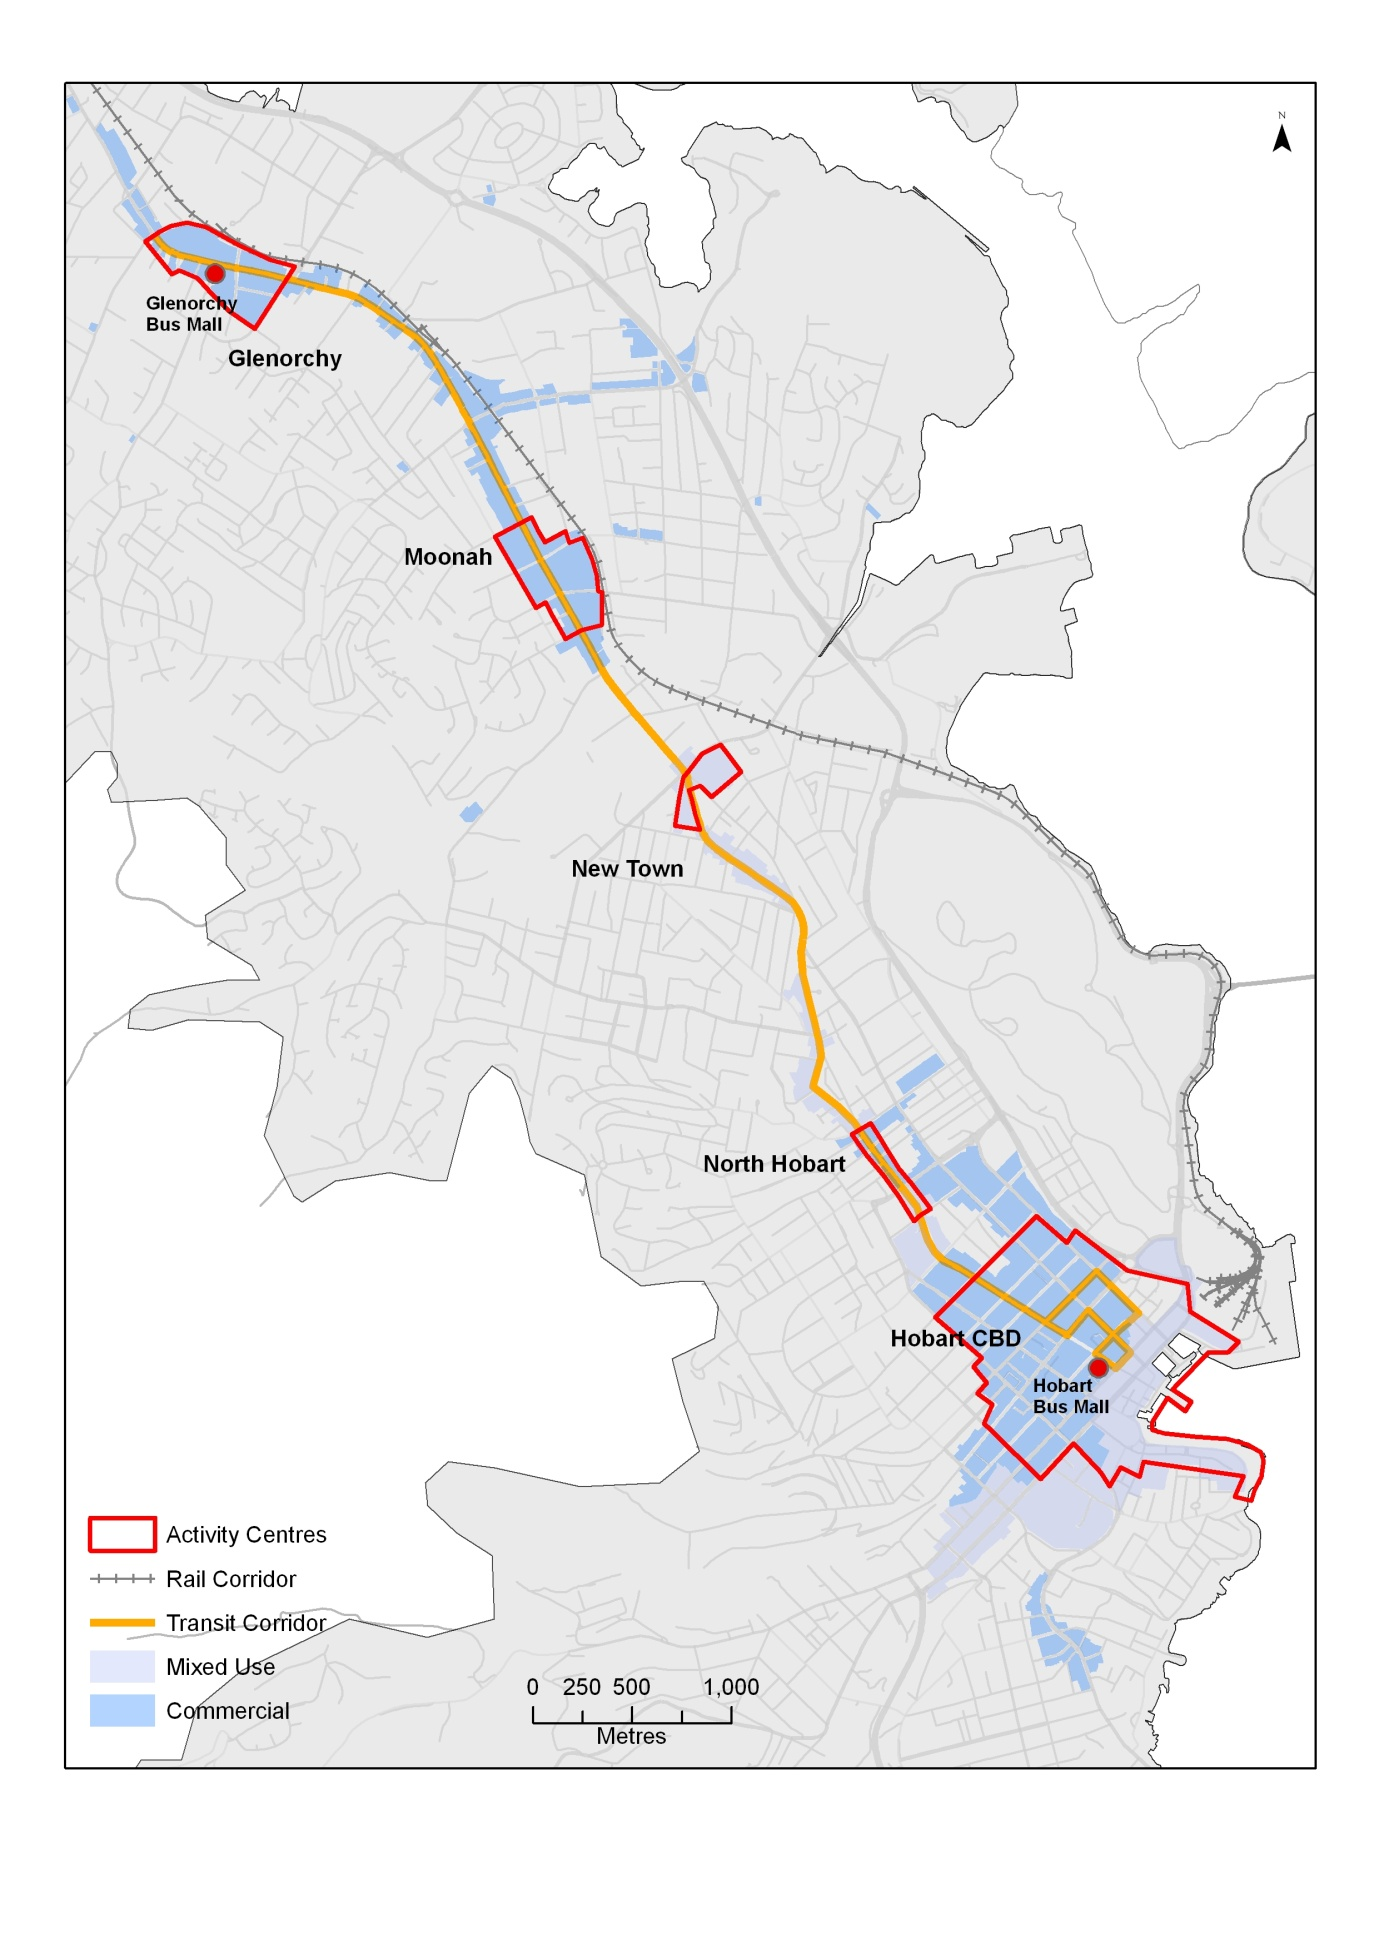 N
Glenorchy
Bus Mall
Glenorchy
Moonah
New Town
North Hobart
Hobart CBD
Hobart
Bus Mall
Activity Centres
Rail Corridor
Transit Corridor
Mixed Use
Commercial
0 250 500 1,000
Metres